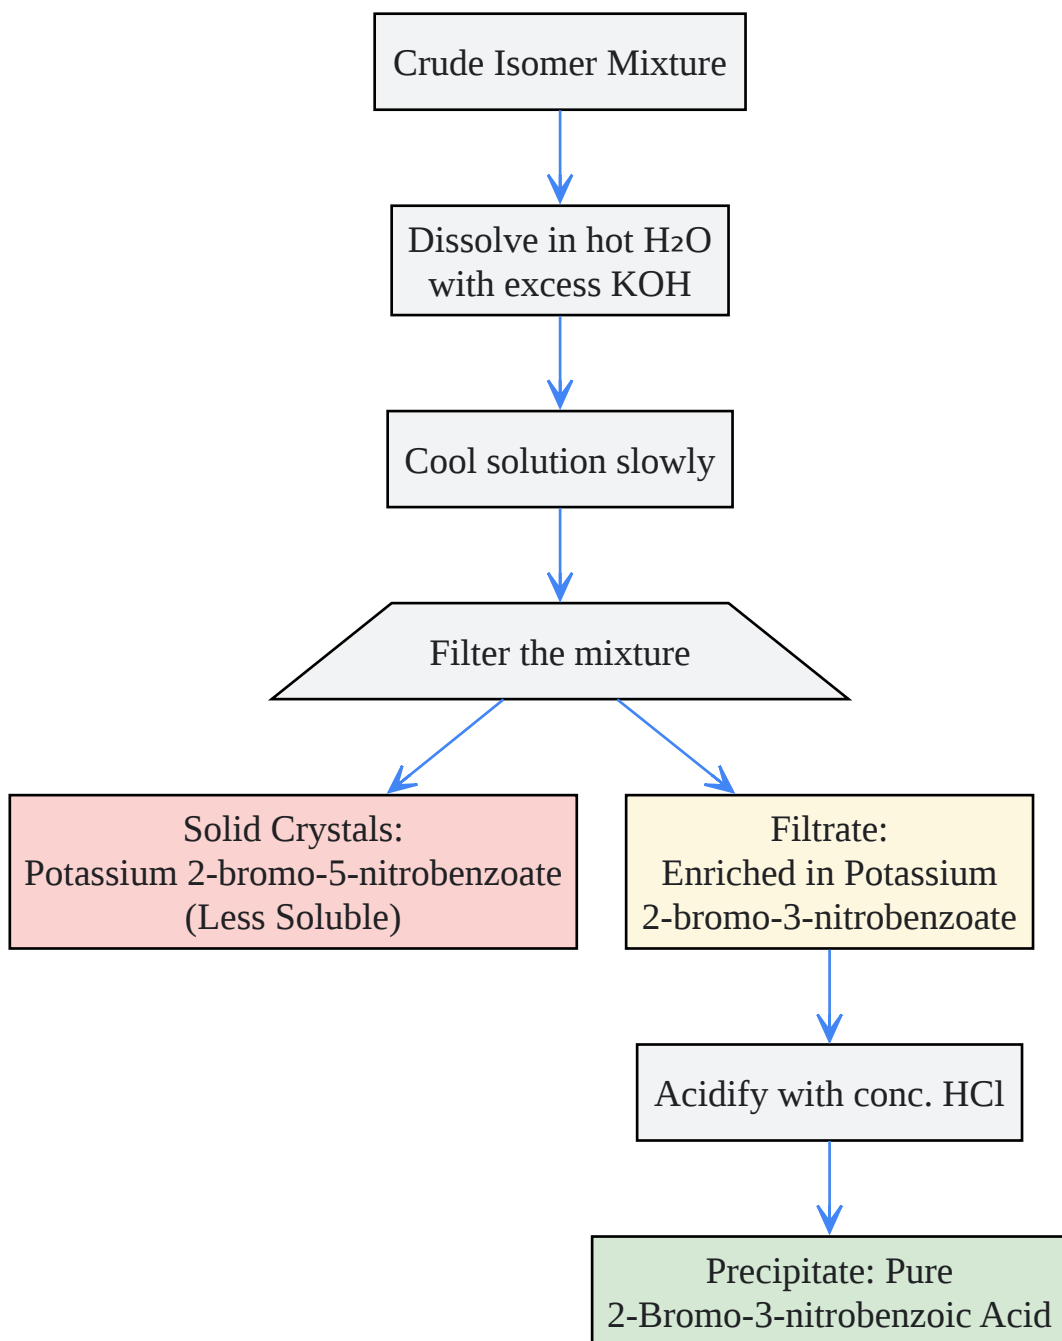 Crude Isomer Mixture
Dissolve in hot H₂O
with excess KOH
Cool solution slowly
Filter the mixture
Solid Crystals:
Potassium 2-bromo-5-nitrobenzoate
(Less Soluble)
Filtrate:
Enriched in Potassium
2-bromo-3-nitrobenzoate
Acidify with conc. HCl
Precipitate: Pure
2-Bromo-3-nitrobenzoic Acid